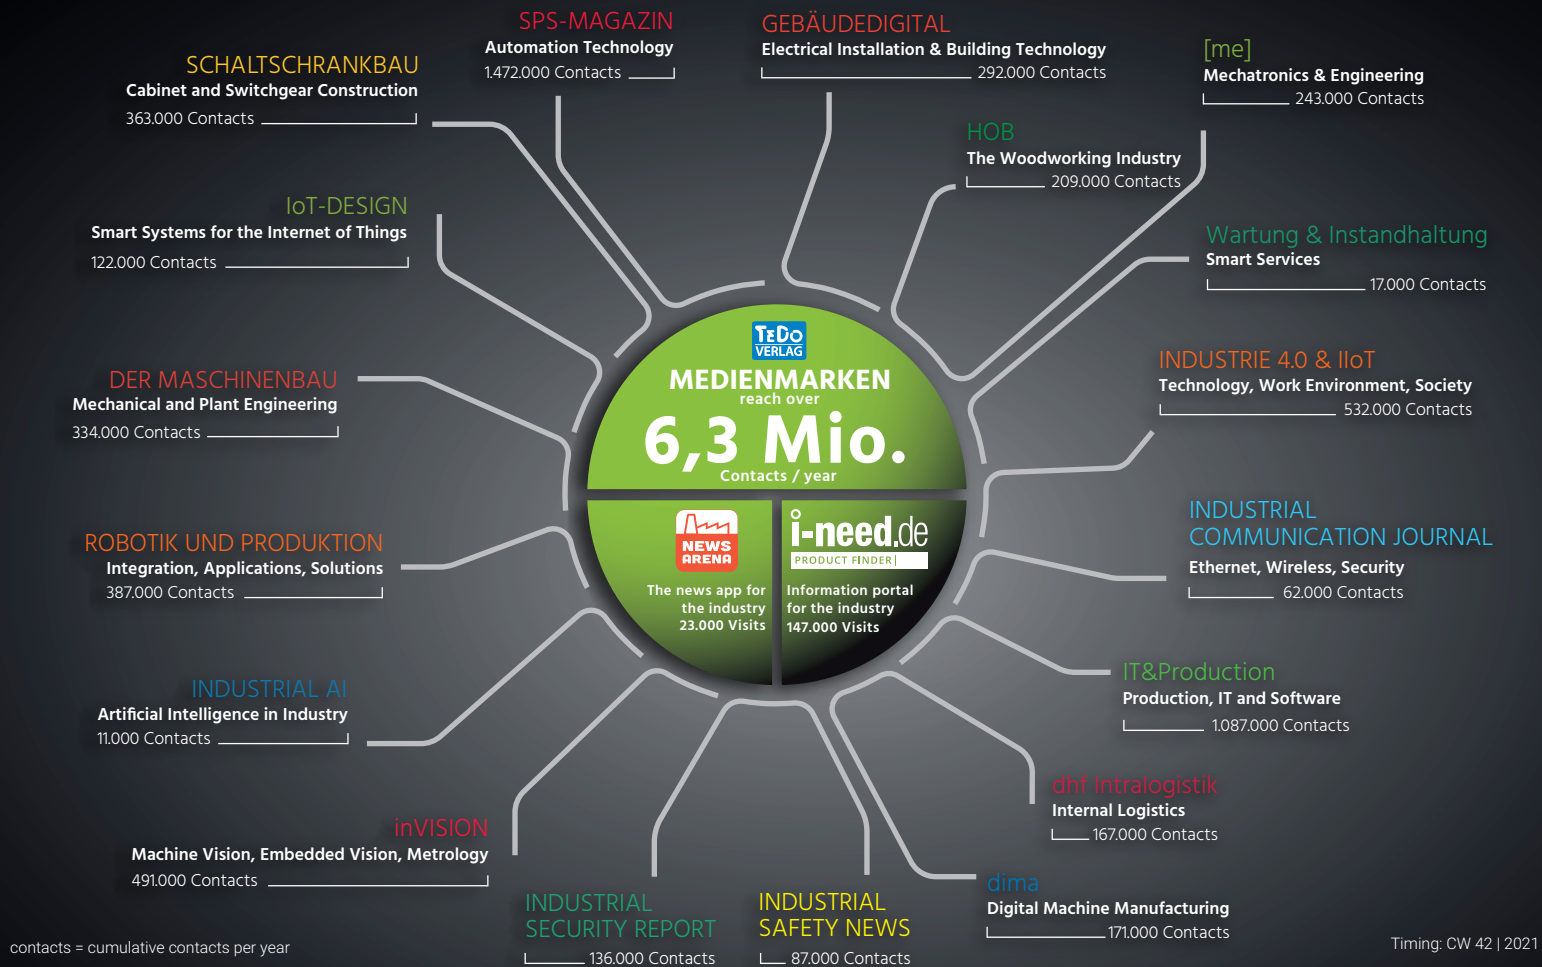 SPS-MAGAZIN
Automation Technology
1.472.000 Contacts
GEBÄUDEDIGITAL
Electrical Installation & Building Technology
292.000 Contacts
[me]
Mechatronics & Engineering
243.000 Contacts
SCHALTSCHRANKBAU
Cabinet and Switchgear Construction
363.000 Contacts
HOB
The Woodworking Industry
209.000 Contacts
IoT-DESIGN
Smart Systems for the Internet of Things
122.000 Contacts
Wartung & Instandhaltung
Smart Services
17.000 Contacts
DER MASCHINENBAU
Mechanical and Plant Engineering
334.000 Contacts
TeDo
VERLAG
MEDIENMARKEN
reach over
6,3 Mio.
Contacts / year
INDUSTRIE 4.0 & IIoT
Technology, Work Environment, Society
532.000 Contacts
ROBOTIK UND PRODUKTION
Integration, Applications, Solutions
387.000 Contacts
NEWS
ARENA
The news app for
the industry
23.000 Visits
i-need.de
PRODUCT FINDER
Information portal
for the industry
147.000 Visits
INDUSTRIAL
COMMUNICATION JOURNAL
Ethernet, Wireless, Security
62.000 Contacts
INDUSTRIAL AI
Artificial Intelligence in Industry
11.000 Contacts
IT&Production
Production, IT and Software
1.087.000 Contacts
dhf Intralogistik
Internal Logistics
167.000 Contacts
inVISION
Machine Vision, Embedded Vision, Metrology
491.000 Contacts
INDUSTRIAL
SECURITY REPORT
136.000 Contacts
INDUSTRIAL
SAFETY NEWS
87.000 Contacts
dima
Digital Machine Manufacturing
171.000 Contacts
contacts = cumulative contacts per year
Timing: CW 42 | 2021